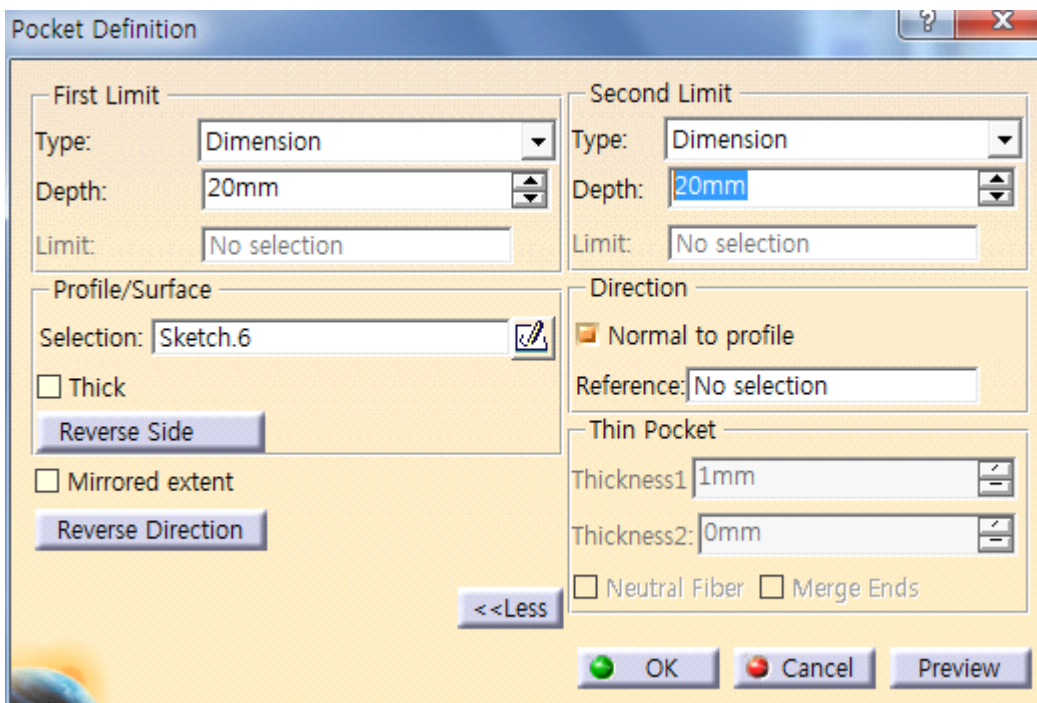 Pocket Definition
First Limit
Type: Dimension
Depth: 20mm
Limit: No selection
Profile/Surface
Selection: Sketch.6
Thick
Reverse Side
Mirrored extent
Reverse Direction
<<Less
Second Limit
Type: Dimension
Depth: 20mm
Limit: No selection
Direction
Normal to profile
Reference: No selection
Thin Pocket
Thickness1 1mm
Thickness2: 0mm
Neutral Fiber Merge Ends
OK Cancel Preview